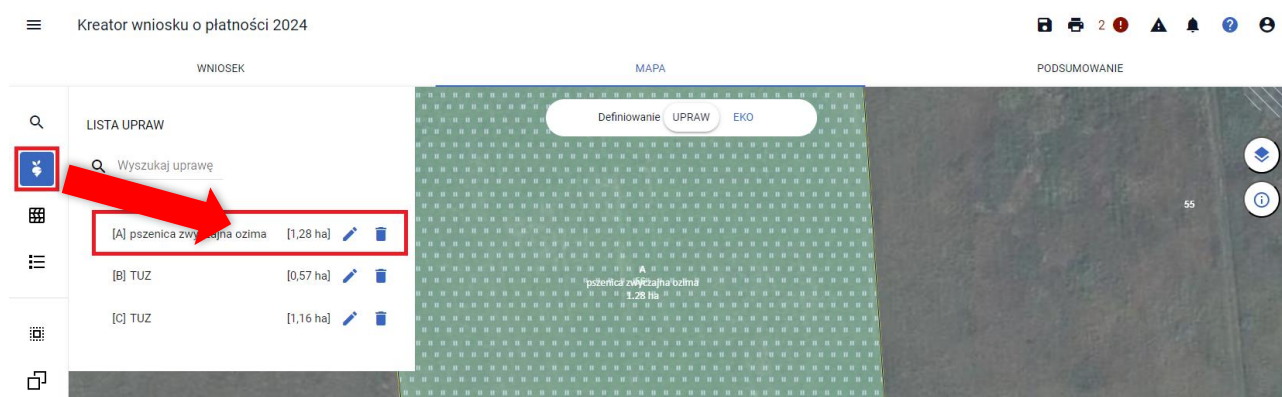 Kreator wniosku o płatności 2024
2
WNIOSEK
MAPA
PODSUMOWANIE
LISTA UPRAW
Definiowanie UPRAW EKO
Wyszukaj uprawę
[A] pszenica zwyczajna ozima [1,28 ha]
[B] TUZ [0,57 ha]
[C] TUZ [1,16 ha]
A
pszenica zwyczajna ozima
1.28 ha
55